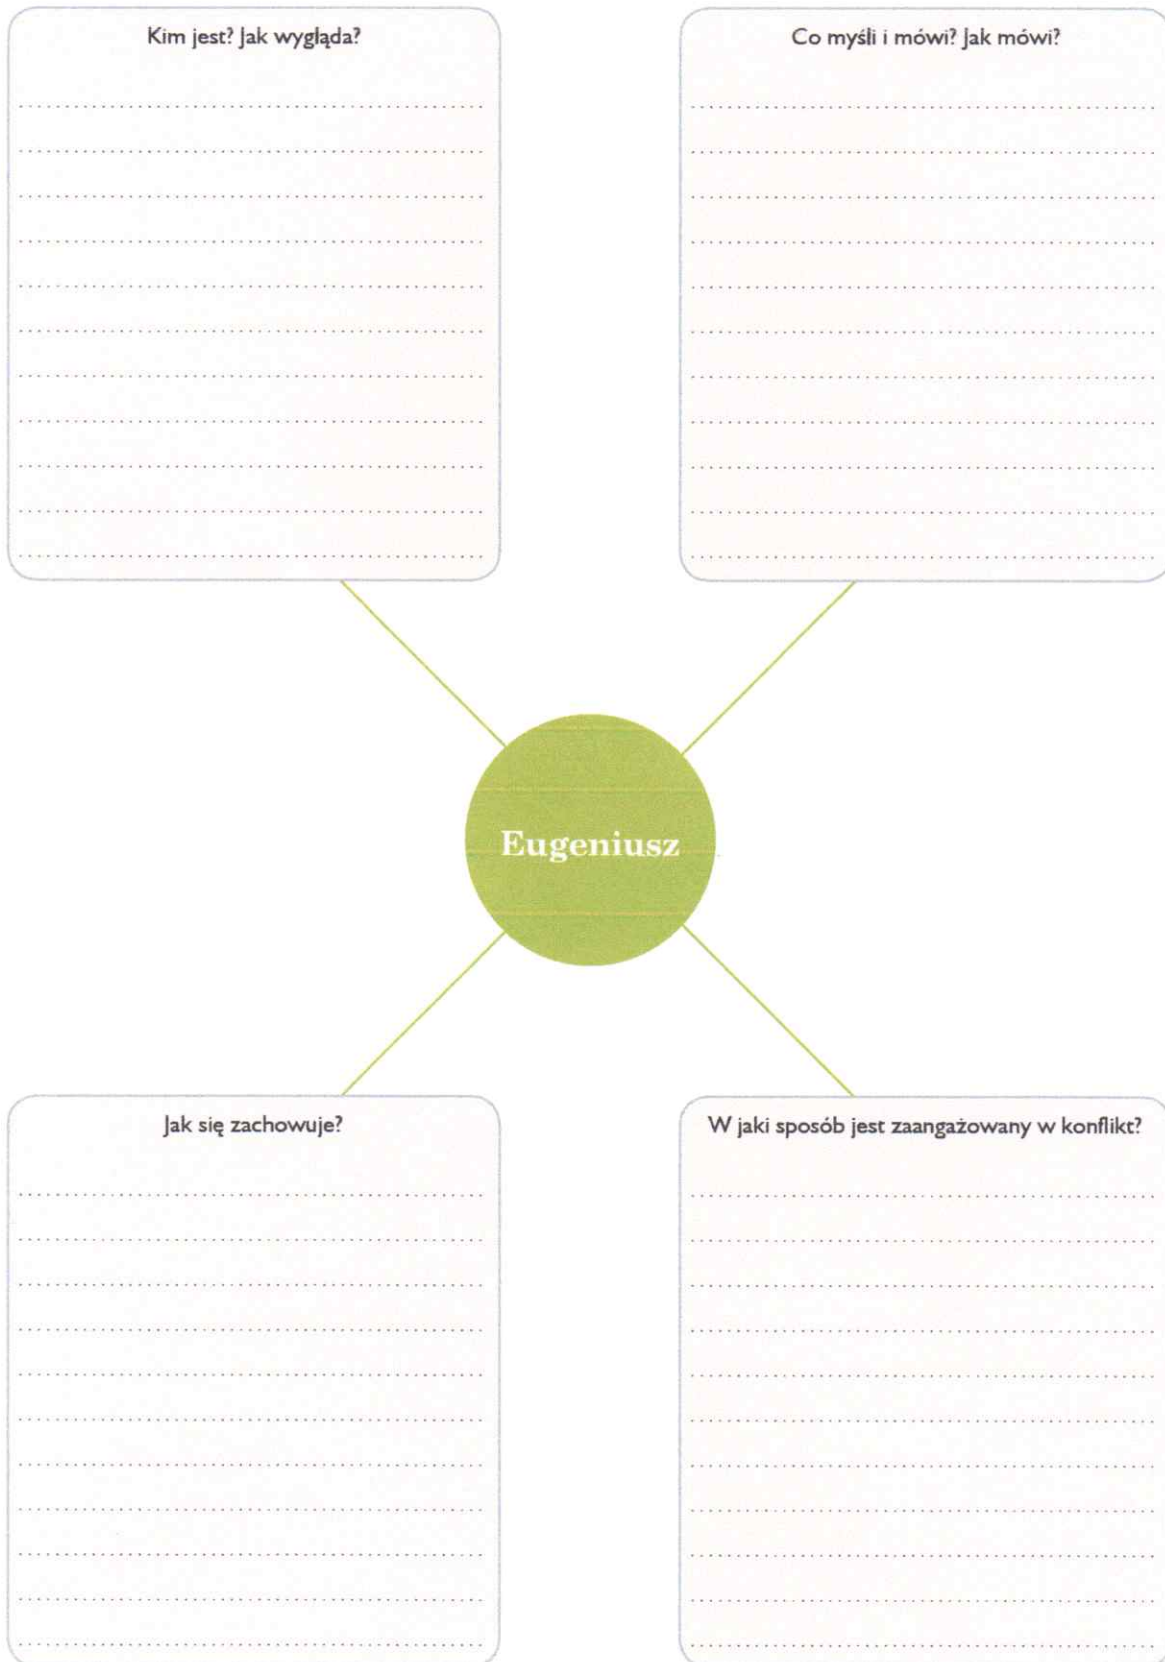 Kim jest? Jak wygląda?
Co myśli i mówi? Jak mówi?
Eugeniusz
Jak się zachowuje?
W jaki sposób jest zaangażowany w konflikt?